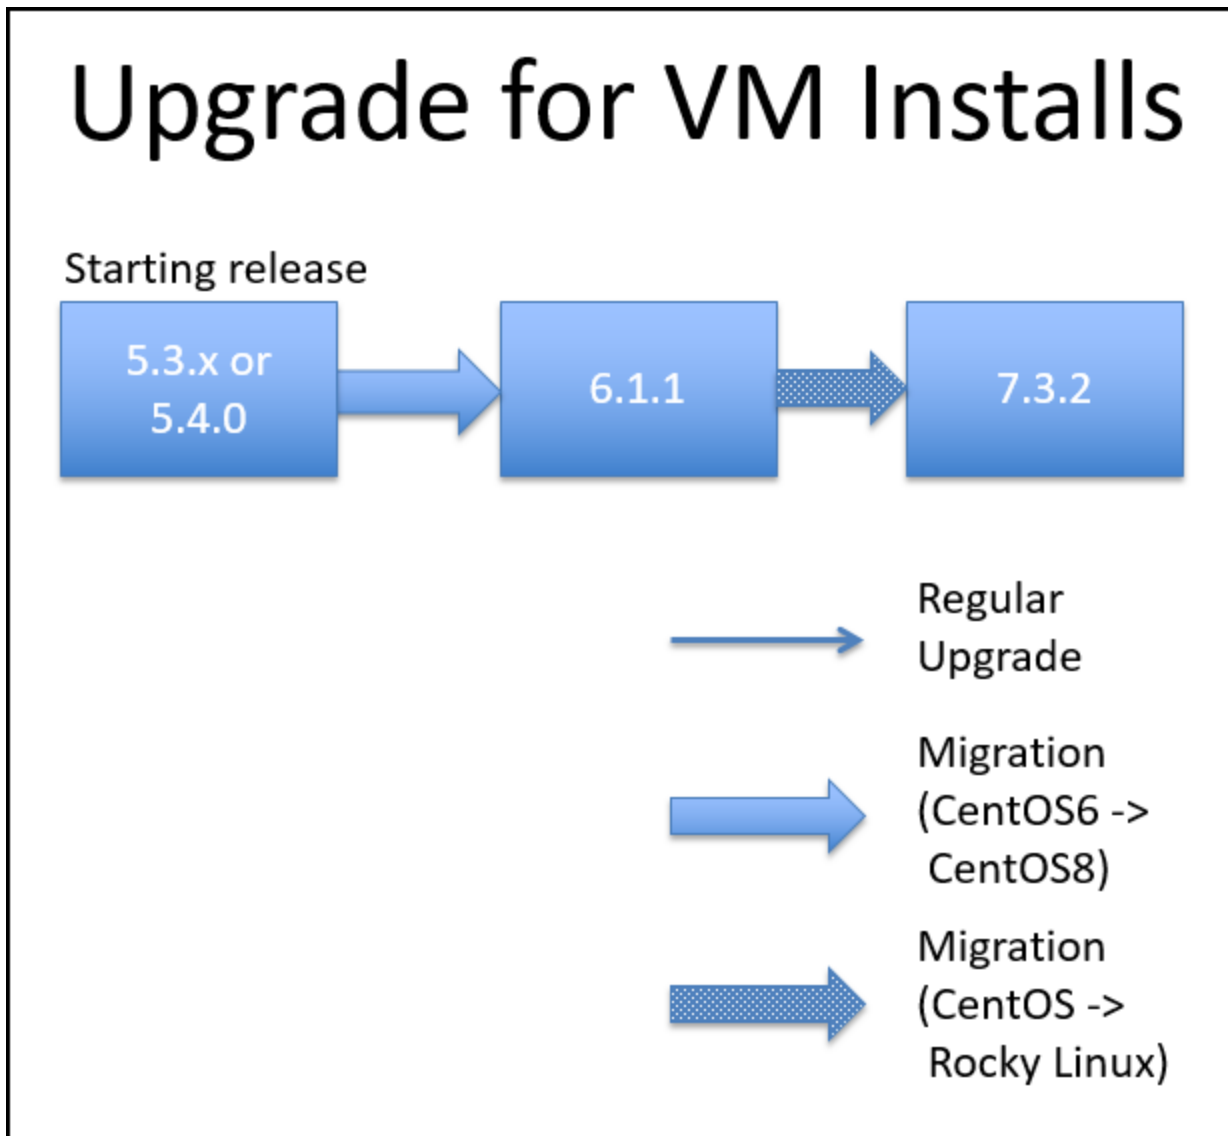 Upgrade for VM Installs
Starting release
5.3.x or
5.4.0
6.1.1
7.3.2
Regular
Upgrade
Migration
(CentOS6 ->
CentOS8)
Migration
(CentOS ->
Rocky Linux)